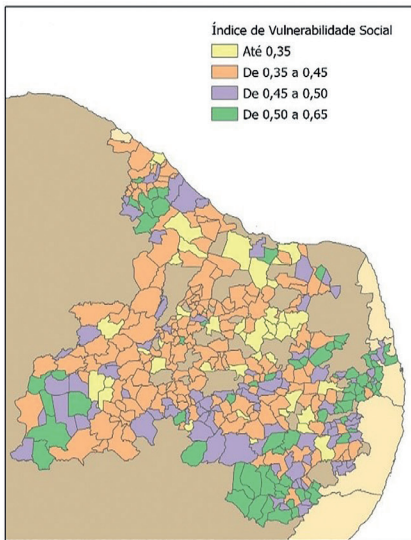 Índice de Vulnerabilidade Social
Até 0,35
De 0,35 a 0,45
De 0,45 a 0,50
De 0,50 a 0,65